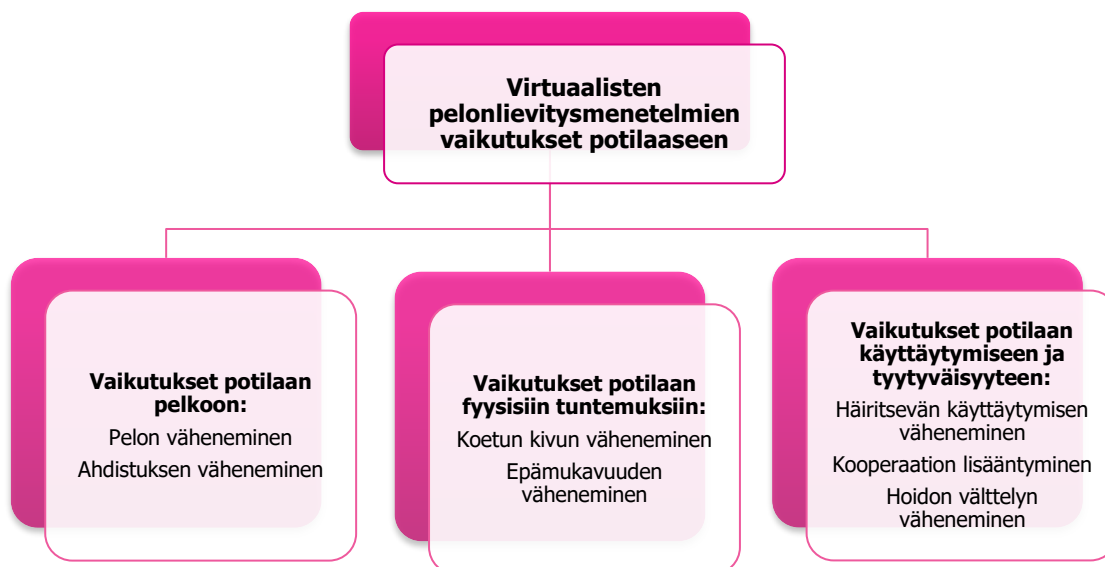 Virtuaalisten
pelonlievitysmenetelmien
vaikutukset potilaaseen
Vaikutukset potilaan
pelkoon:
Pelon väheneminen
Ahdistuksen väheneminen
Vaikutukset potilaan
fyysisiin tuntemuksiin:
Koetun kivun väheneminen
Epämukavuuden
väheneminen
Vaikutukset potilaan
käyttäytymiseen ja
tyytyväisyyteen:
Häiritsevän käyttäytymisen
väheneminen
Kooperaation lisääntyminen
Hoidon välttelyn
väheneminen